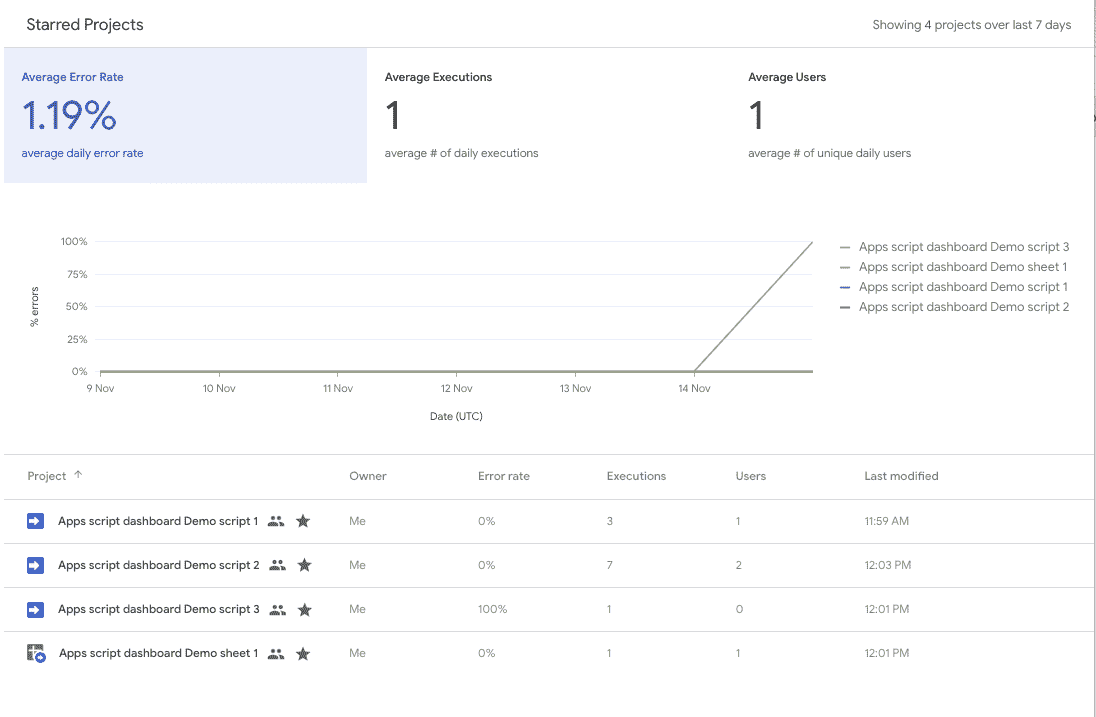 Starred Projects
Showing 4 projects over last 7 days
Average Error Rate
1.19%
average daily error rate
Average Executions
1
average # of daily executions
Average Users
1
average # of unique daily users
100%
75%
50%
25%
0%
% errors
9 Nov 10 Nov 11 Nov 12 Nov 13 Nov 14 Nov
Date (UTC)
Apps script dashboard Demo script 3
Apps script dashboard Demo sheet 1
Apps script dashboard Demo script 1
Apps script dashboard Demo script 2
Project Owner Error rate Executions Users Last modified
Apps script dashboard Demo script 1 Me 0% 3 1 11:59 AM
Apps script dashboard Demo script 2 Me 0% 7 2 12:03 PM
Apps script dashboard Demo script 3 Me 100% 1 0 12:01 PM
Apps script dashboard Demo sheet 1 Me 0% 1 1 12:01 PM